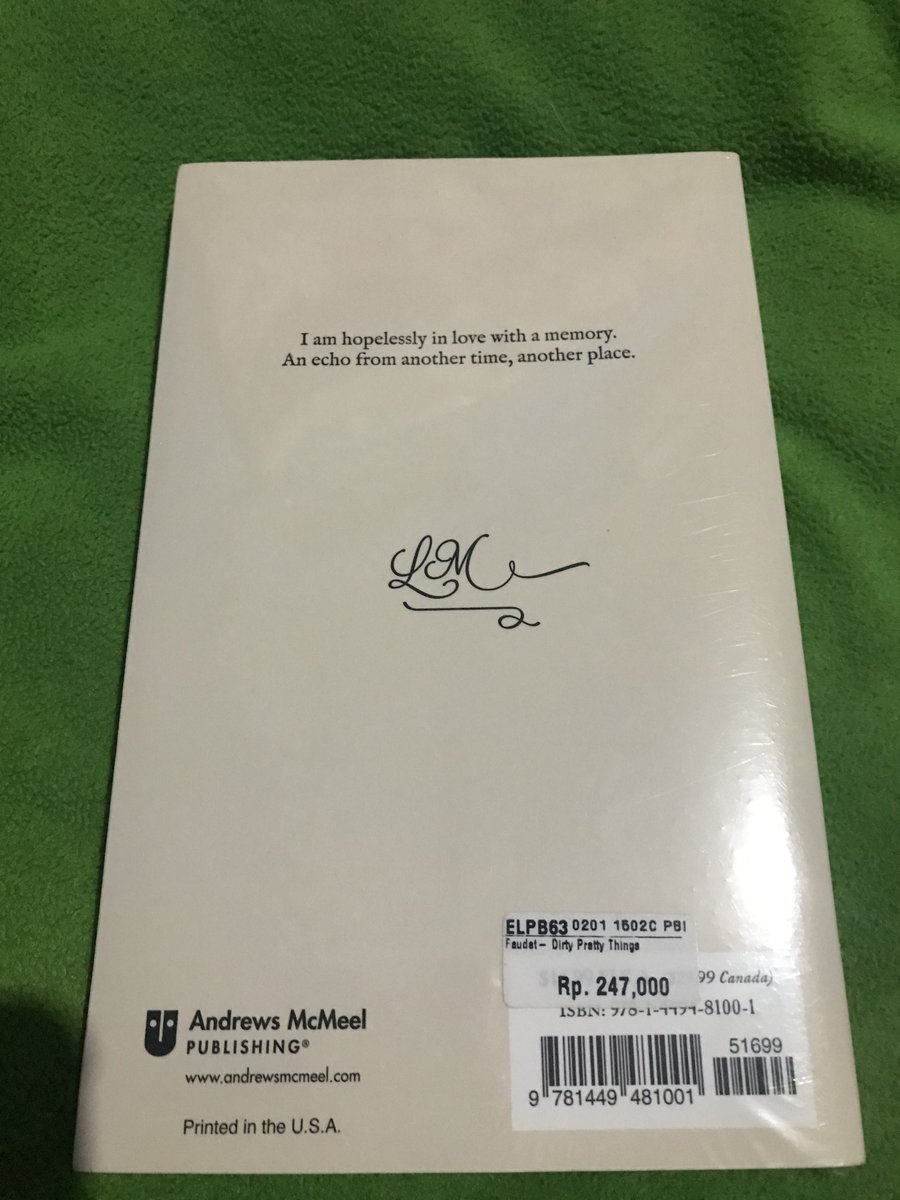 I am hopelessly in love with a memory.
An echo from another time, another place.
LM
ELPB63 0201 1502C PBI
Faudet - Dirty Pretty Things
99 Canada)
Rp. 247,000
ISBN: 978-1-4494-8100-1
51699
9 781449 481001
Andrews McMeel
PUBLISHING®
www.andrewsmcmeel.com
Printed in the U.S.A.